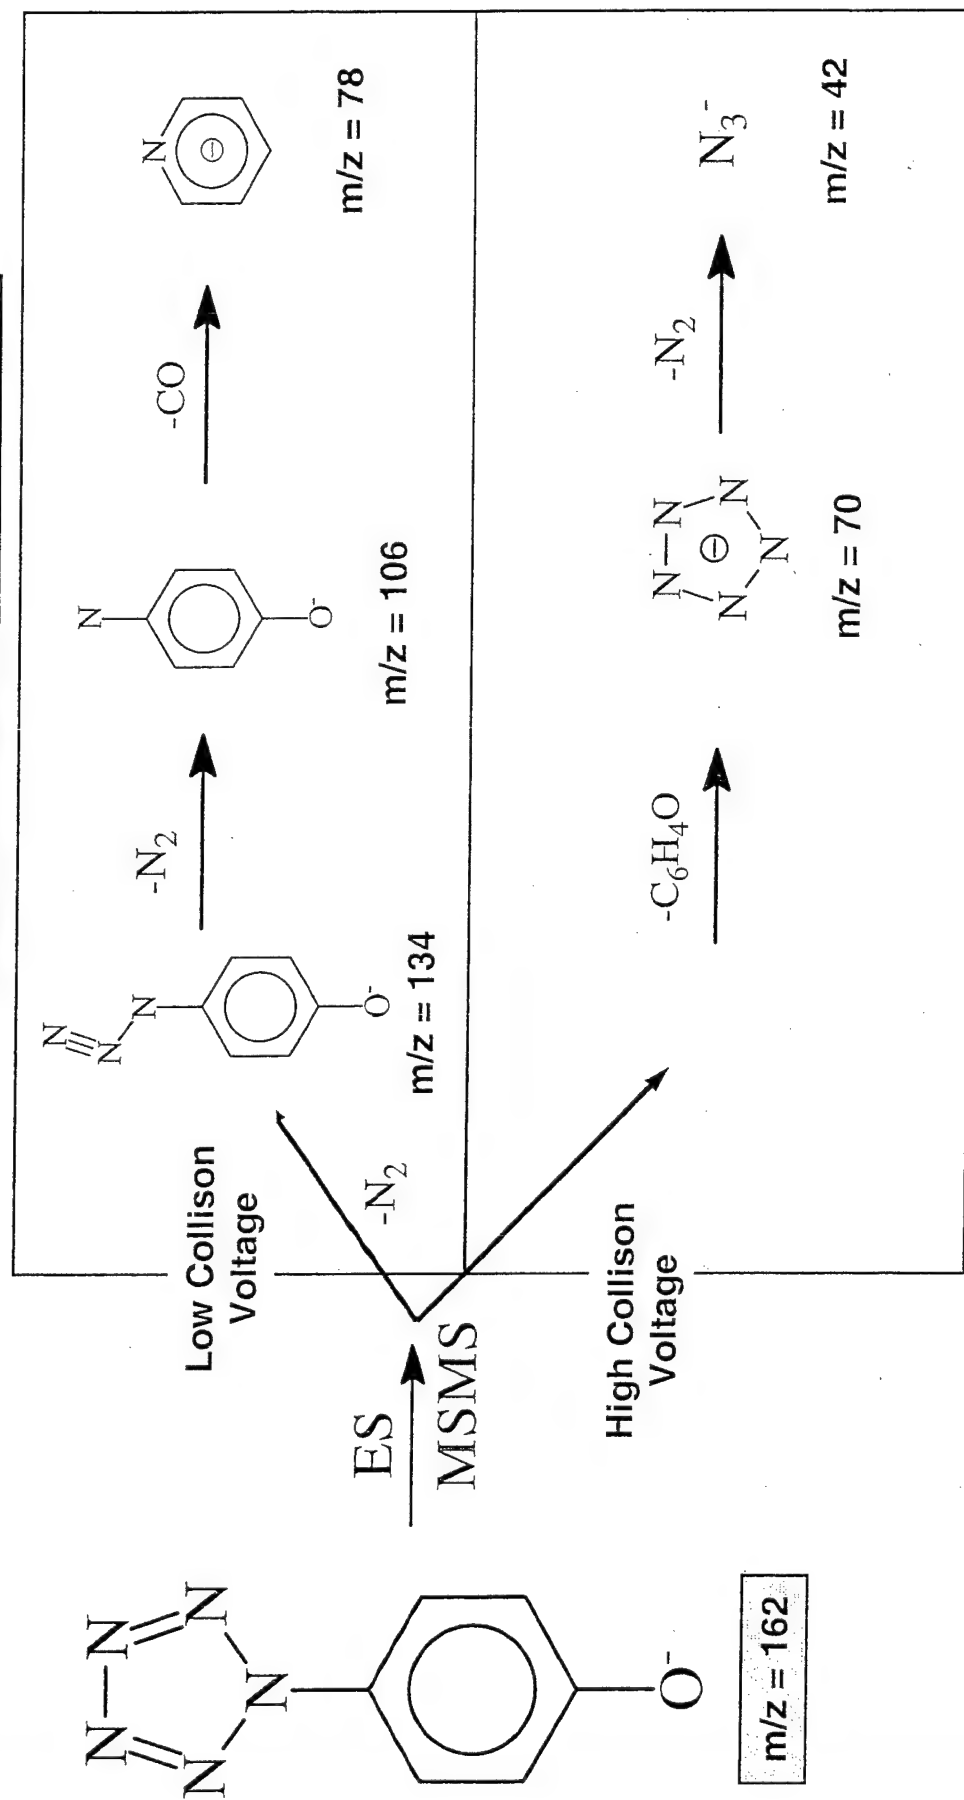 N N
N N
N
O-
m/z = 162
ES
MSMS
Low Collison
Voltage
-N2
N
N
N
O-
m/z = 134
-N2
N
O-
m/z = 106
-CO
N
⊖
m/z = 78
High Collision
Voltage
-C6H4O
N N
N N
N
⊖
m/z = 70
-N2
N3-
m/z = 42